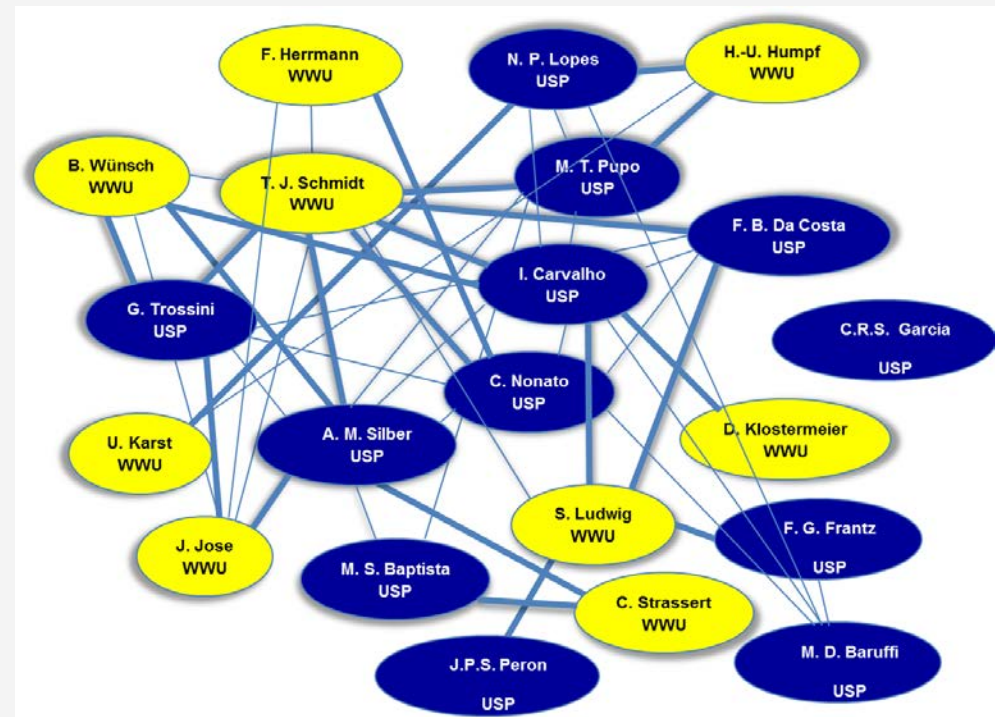 F. Herrmann
WWU
N. P. Lopes
USP
H.-U. Humpf
WWU
B. Wünsch
WWU
T. J. Schmidt
WWU
M. T. Pupo
USP
F. B. Da Costa
USP
I. Carvalho
USP
G. Trossini
USP
C.R.S. Garcia
USP
C. Nonato
USP
U. Karst
WWU
A. M. Silber
USP
D. Klostermeier
WWU
S. Ludwig
WWU
F. G. Frantz
USP
J. Jose
WWU
M. S. Baptista
USP
C. Strassert
WWU
J.P.S. Peron
USP
M. D. Baruffi
USP